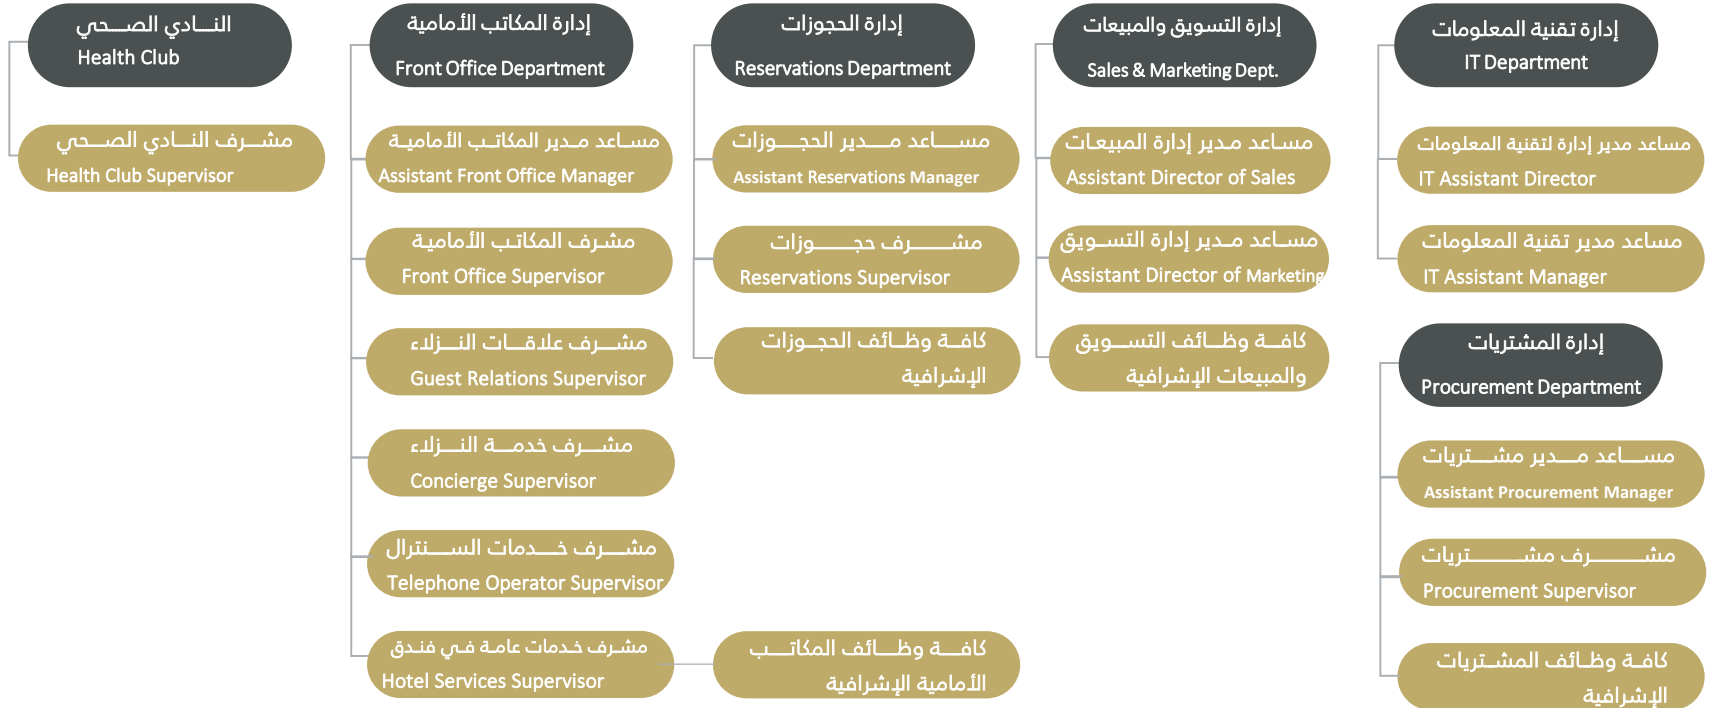 النادي الصحي
Health Club
مشرف النادي الصحي
Health Club Supervisor
إدارة المكاتب الأمامية
Front Office Department
مساعد مدير المكاتب الأمامية
Assistant Front Office Manager
مشرف المكاتب الأمامية
Front Office Supervisor
مشرف علاقات النزلاء
Guest Relations Supervisor
مشرف خدمة النزلاء
Concierge Supervisor
مشرف خدمات السنترال
Telephone Operator Supervisor
مشرف خدمات عامة في فندق
Hotel Services Supervisor
كافة وظائف المكاتب
الأمامية الإشرافية
إدارة الحجوزات
Reservations Department
مساعد مدير الحجوزات
Assistant Reservations Manager
مشرف حجوزات
Reservations Supervisor
كافة وظائف الحجوزات
الإشرافية
إدارة التسويق والمبيعات
Sales & Marketing Dept.
مساعد مدير إدارة المبيعات
Assistant Director of Sales
مساعد مدير إدارة التسويق
Assistant Director of Marketing
كافة وظائف التسويق
والمبيعات الإشرافية
إدارة تقنية المعلومات
IT Department
مساعد مدير إدارة لتقنية المعلومات
IT Assistant Director
مساعد مدير تقنية المعلومات
IT Assistant Manager
إدارة المشتريات
Procurement Department
مساعد مدير مشتريات
Assistant Procurement Manager
مشرف مشتريات
Procurement Supervisor
كافة وظائف المشتريات
الإشرافية